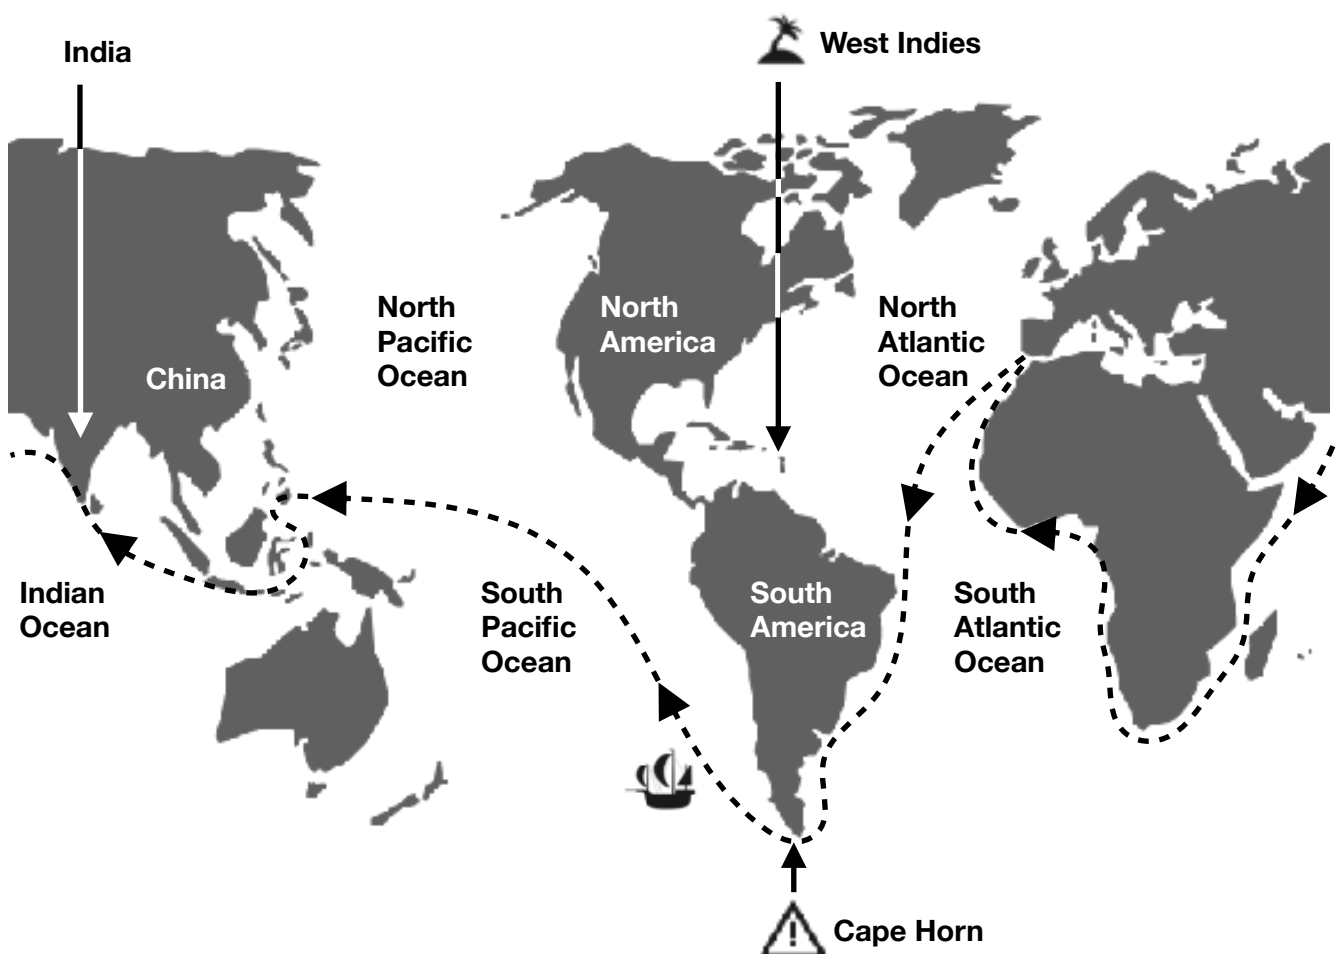 India
West Indies
North
Pacific
Ocean
North
America
North
Atlantic
Ocean
China
Indian
Ocean
South
Pacific
Ocean
South
America
South
Atlantic
Ocean
!
Cape Horn